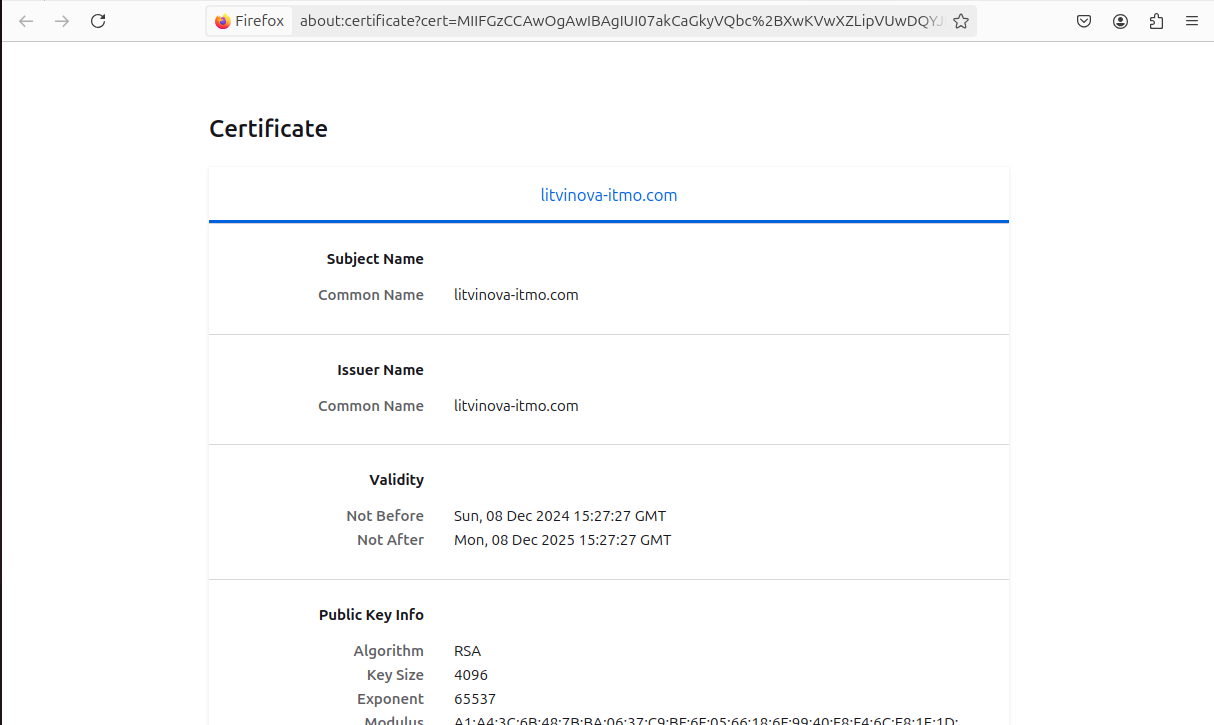 Firefox about:certificate?cert=MIIFGzCCAwOgAwIBAgIUI07akCaGkyVQbc%2BXwKVwXZLipVUwDQYJ
Certificate
litvinova-itmo.com
Subject Name
Common Name litvinova-itmo.com
Issuer Name
Common Name litvinova-itmo.com
Validity
Not Before Sun, 08 Dec 2024 15:27:27 GMT
Not After Mon, 08 Dec 2025 15:27:27 GMT
Public Key Info
Algorithm RSA
Key Size 4096
Exponent 65537
Modulus A1:A4:3C:6B:48:7B:BA:06:37:C9:BF:6F:05:66:18:6F:99:40:F8:F4:6C:F8:1F:1D: